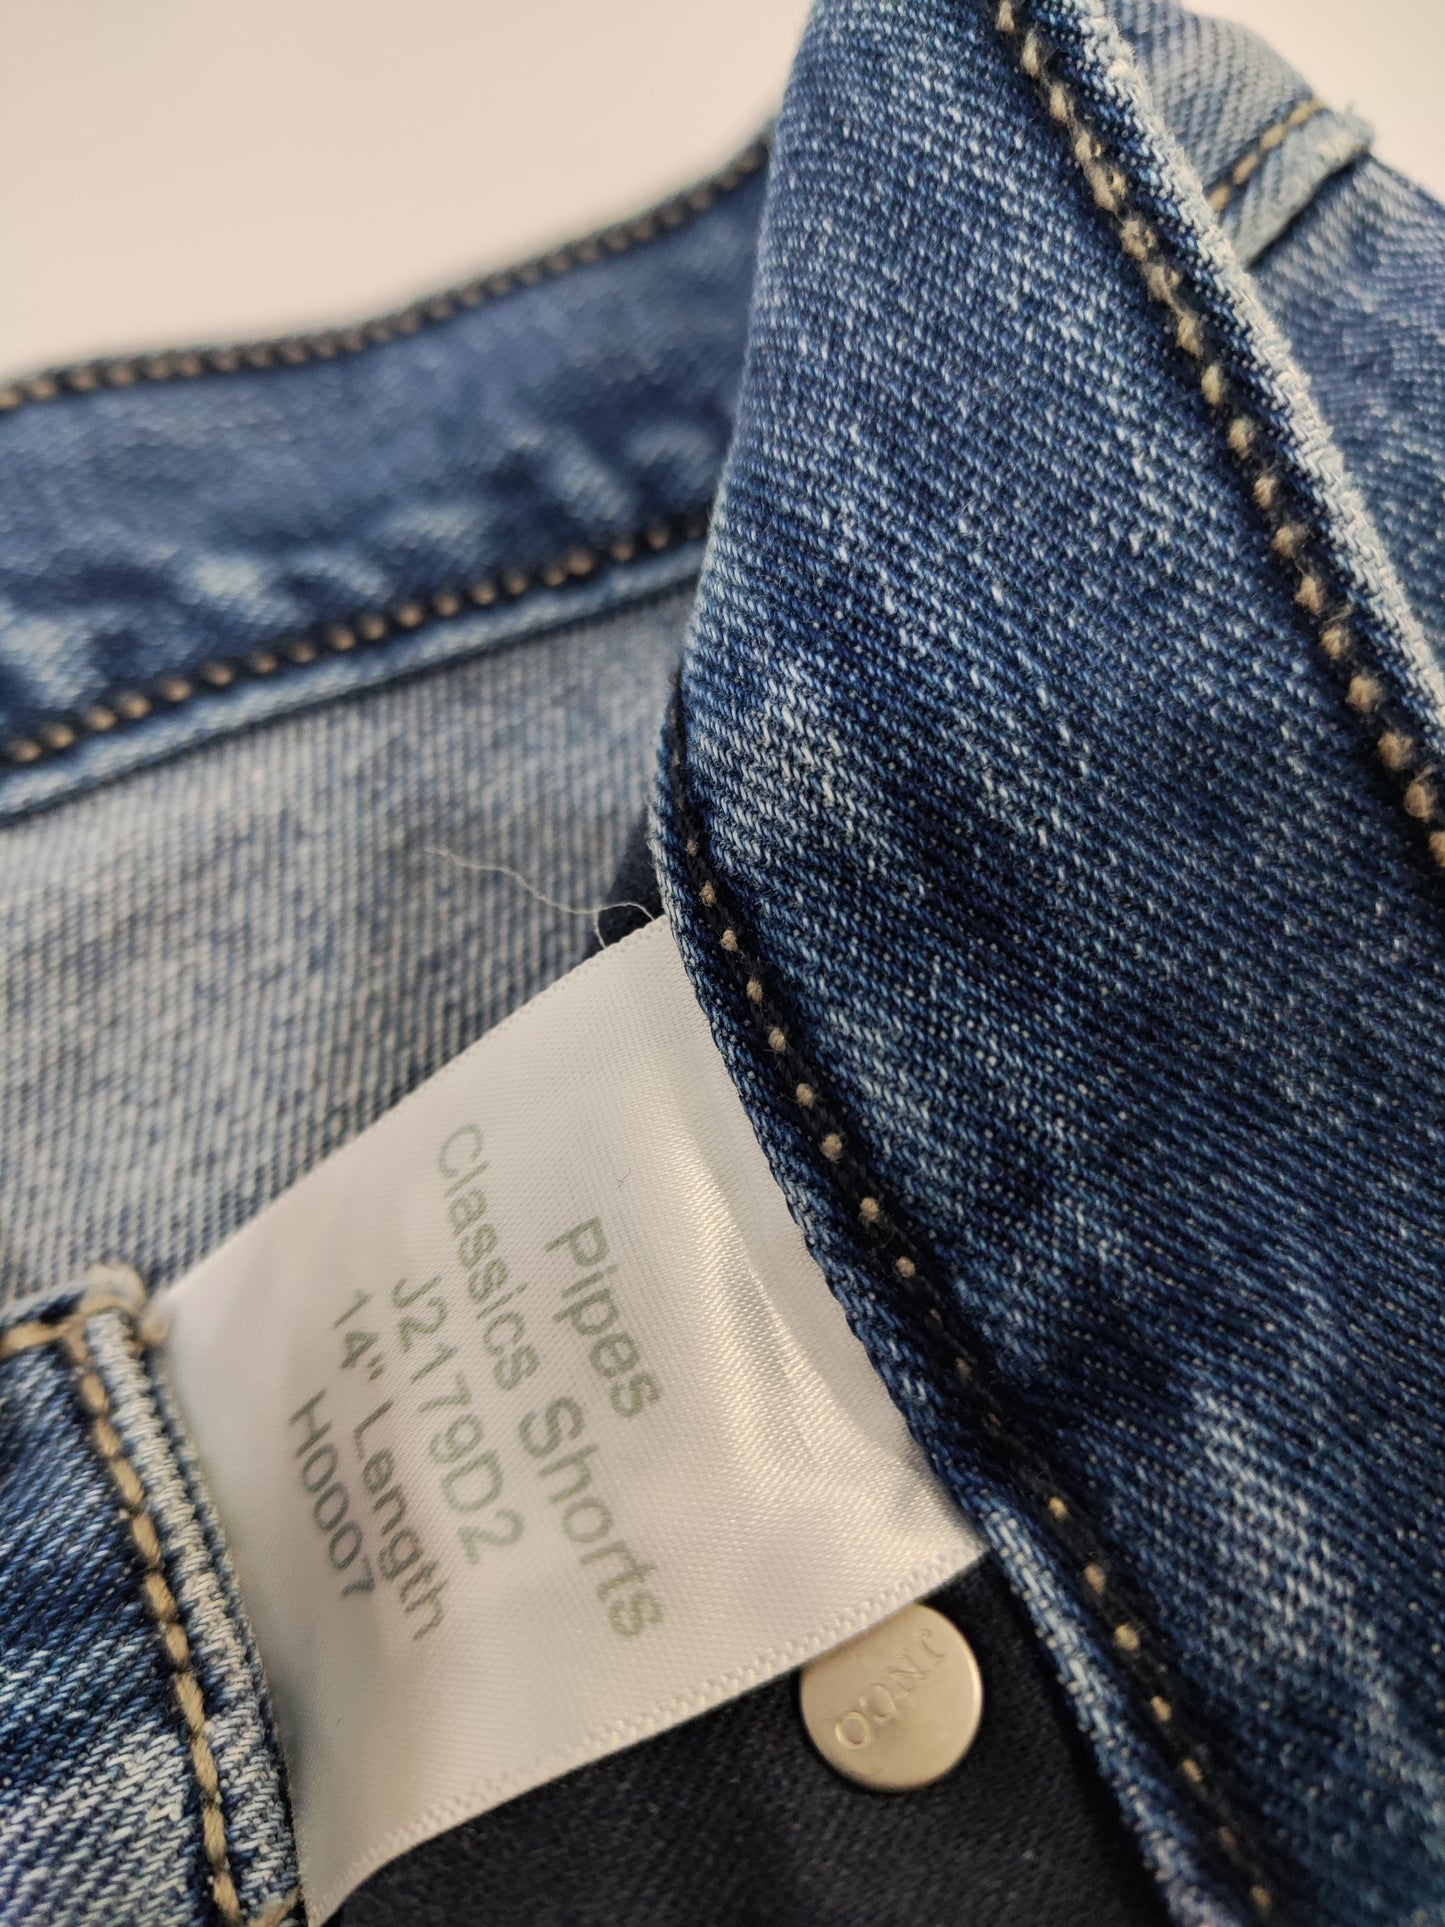 Pipes
Classics Shorts
J2179D2
14" Length
H0007
JNCO